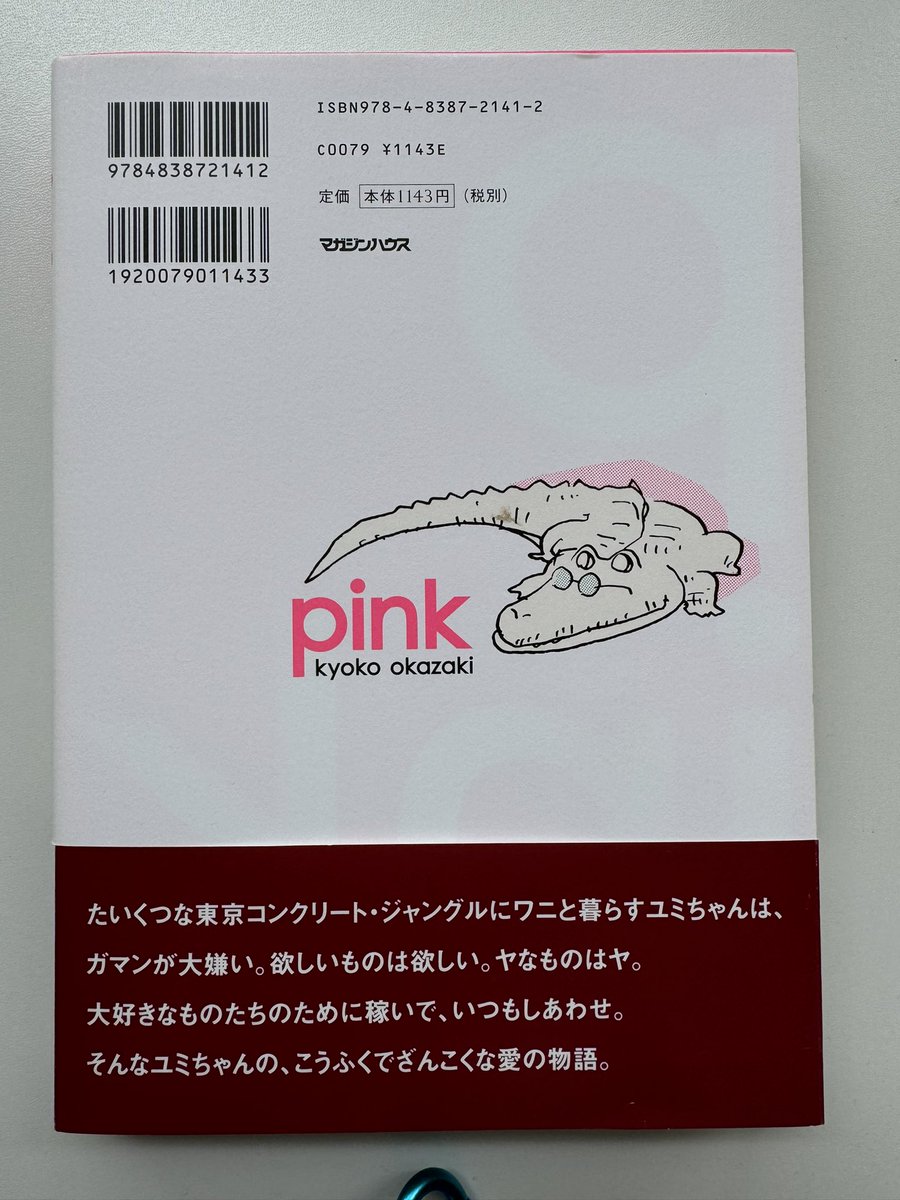 ISBN978-4-8387-2141-2
9784838721412
C0079 ¥1143E
定価 本体1143円 (税別)
マガジンハウス
1920079011433
pink
kyoko okazaki
たいくつな東京コンクリート・ジャングルにワニと暮らすユミちゃんは、
ガマンが大嫌い。欲しいものは欲しい。ヤなものはヤ。
大好きなものたちのために稼いで、いつもしあわせ。
そんなユミちゃんの、こうふくでざんこくな愛の物語。